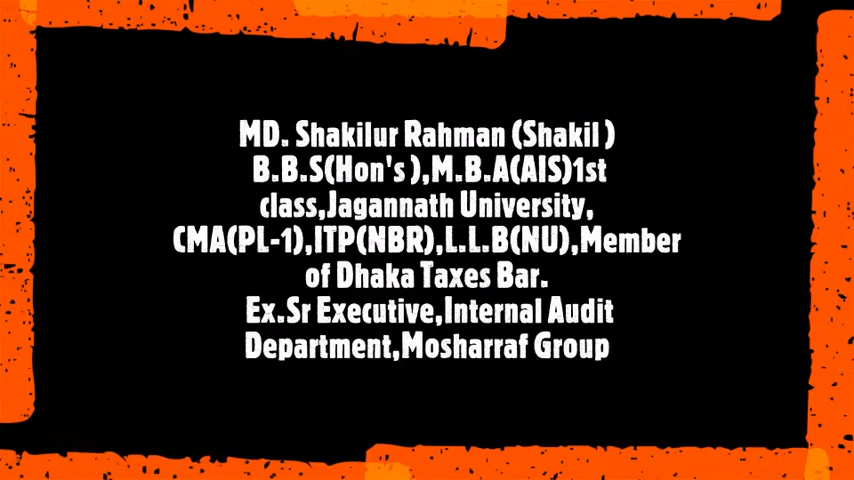 MD. Shakilur Rahman (Shakil )
B.B.S(Hon's ),M.B.A(AIS)1st
class,Jagannath University,
CMA(PL-1),ITP(NBR),L.L.B(NU),Member
of Dhaka Taxes Bar.
Ex.Sr Executive,Internal Audit
Department,Mosharraf Group